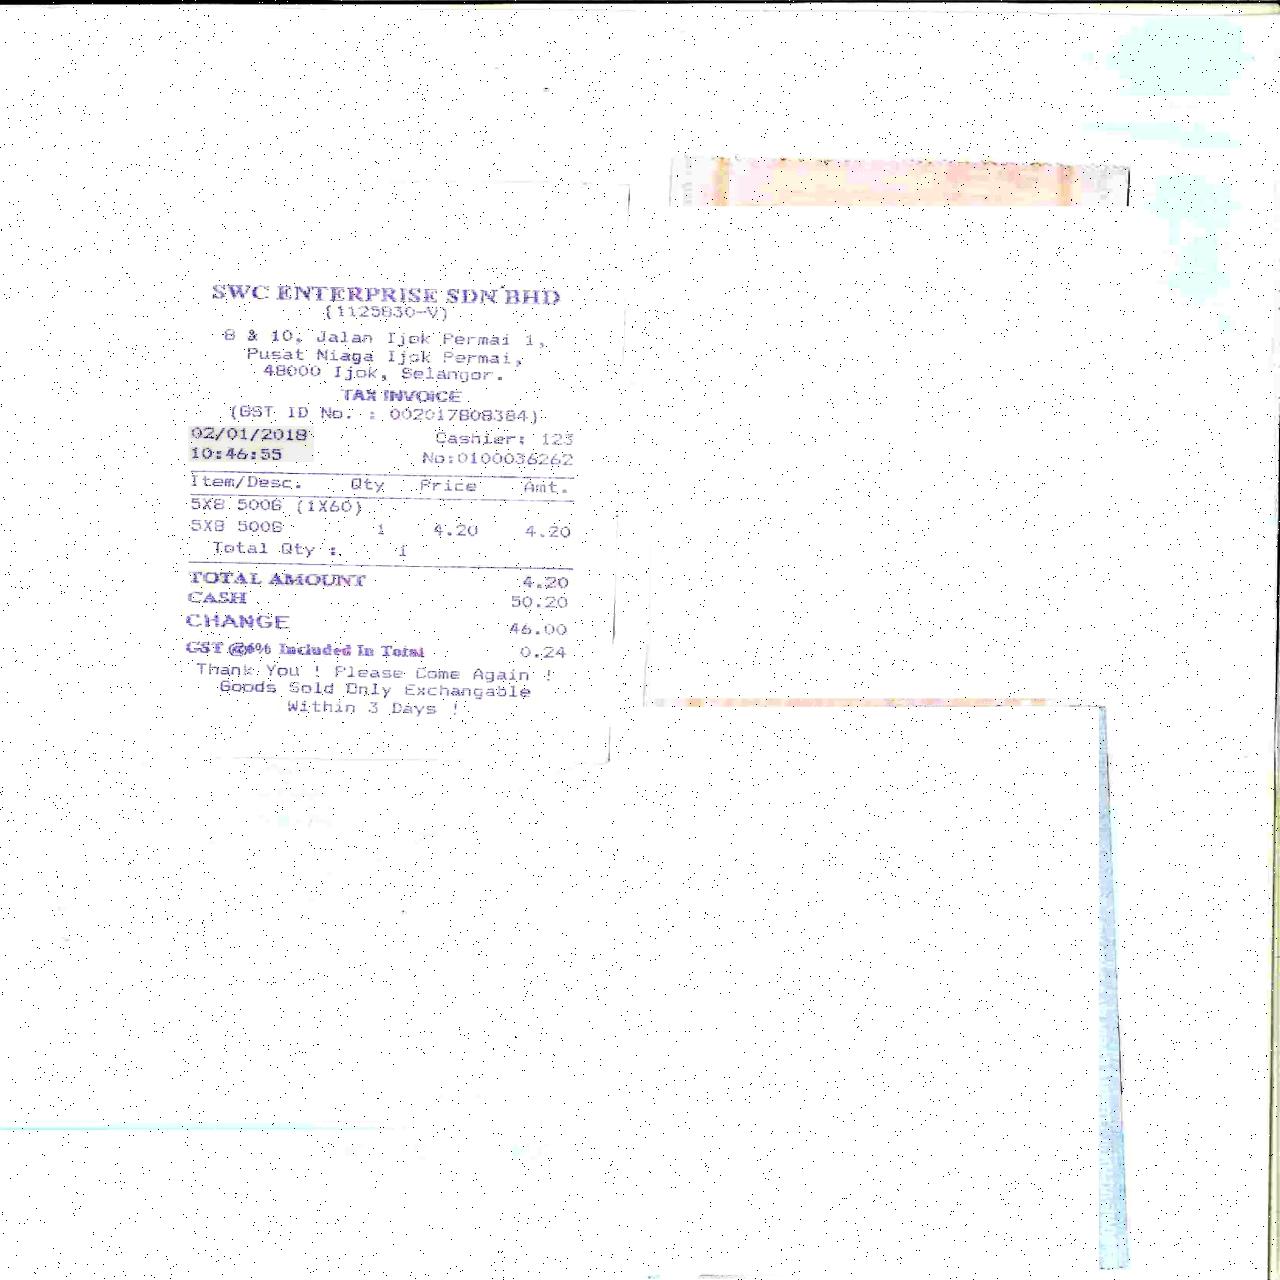 SWC ENTERPRISE SDN BHD
(1125830-V)
8 & 10, Jalan Ijok Permai 1,
Pusat Niaga Ijok Permai,
48000 Ijok, Selangor.
TAX INVOICE
(GST ID No. : 002017808384)
02/01/2018 Cashier: 123
10:46:55 No:0100036262
Item/Desc. Qty Price Amt.
5X8 500G (1X60)
5X8 500G 1 4.20 4.20
Total Qty : 1
TOTAL AMOUNT 4.20
CASH 50.20
CHANGE 46.00
GST @6% Included In Total 0.24
Thank You ! Please Come Again !
Goods Sold Only Exchangable
Within 3 Days !